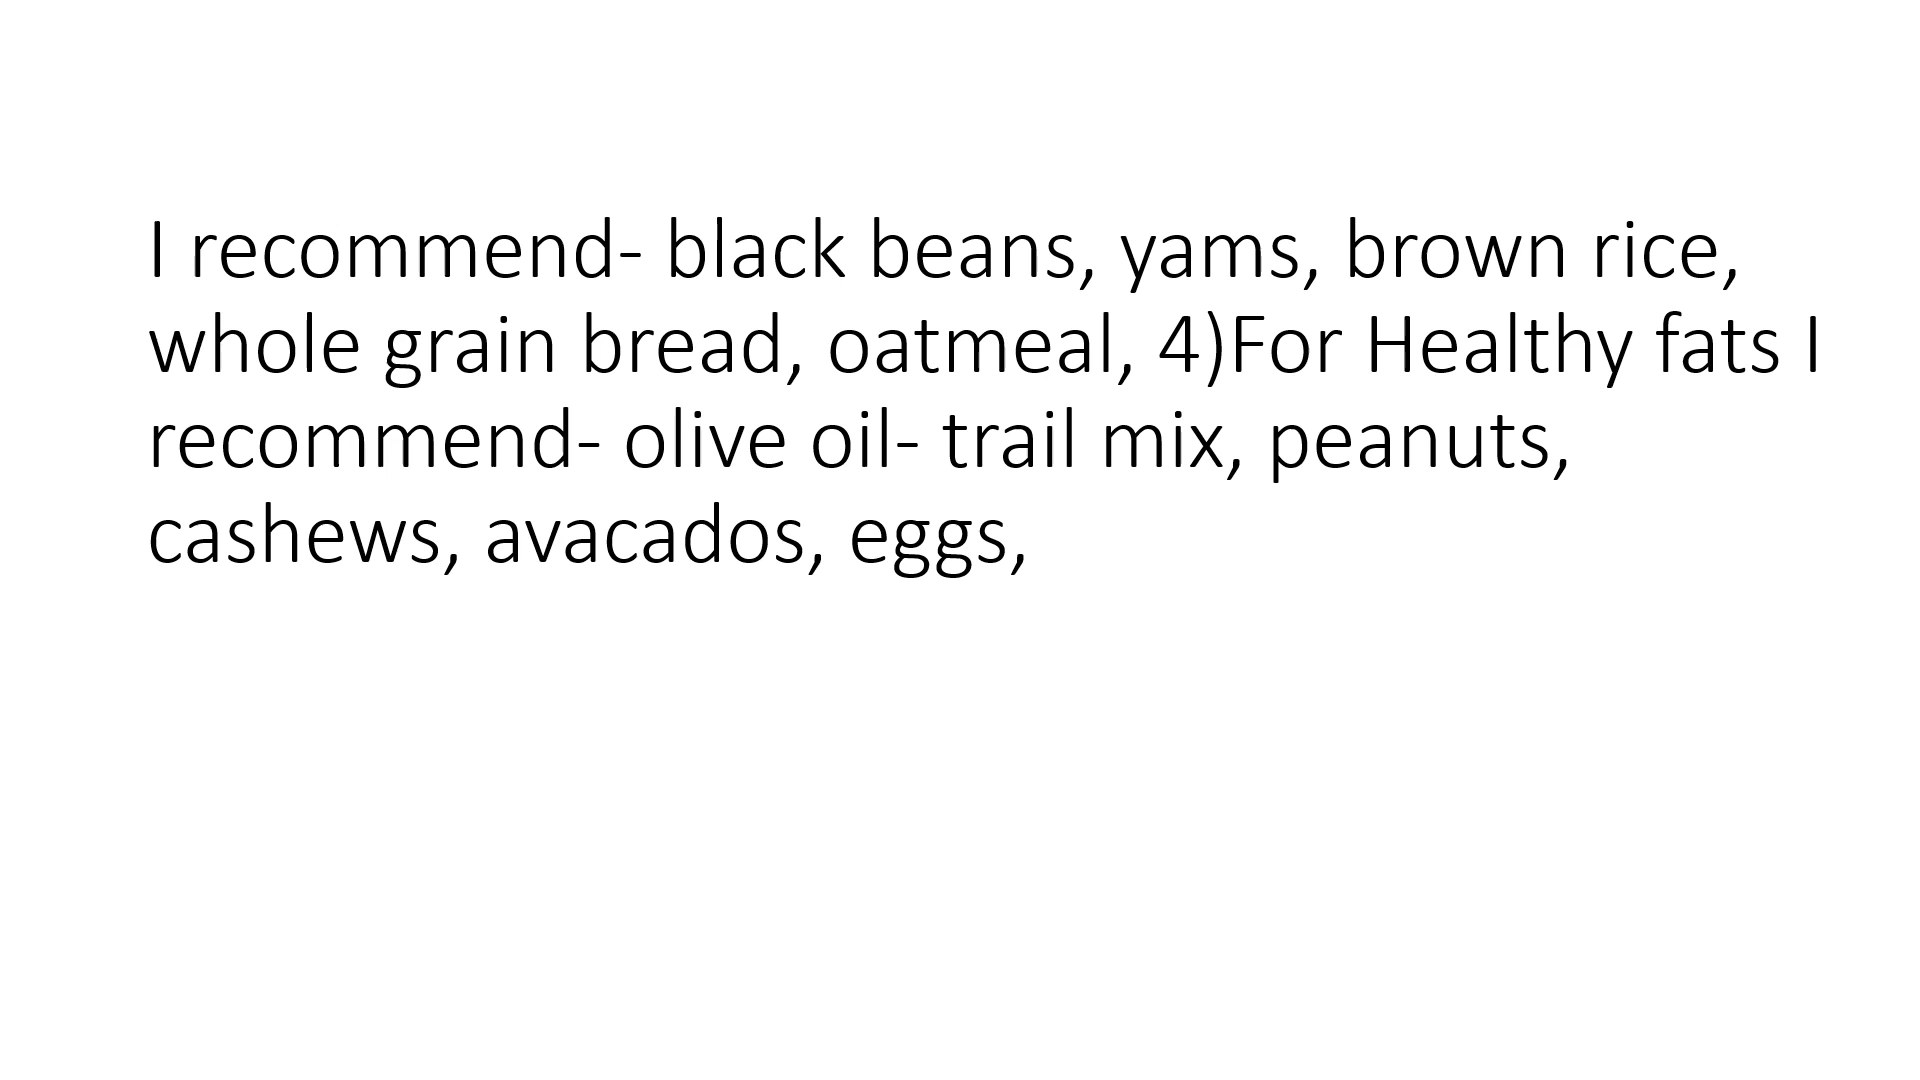 I recommend- black beans, yams, brown rice,
whole grain bread, oatmeal, 4)For Healthy fats I
recommend- olive oil- trail mix, peanuts,
cashews, avacados, eggs,